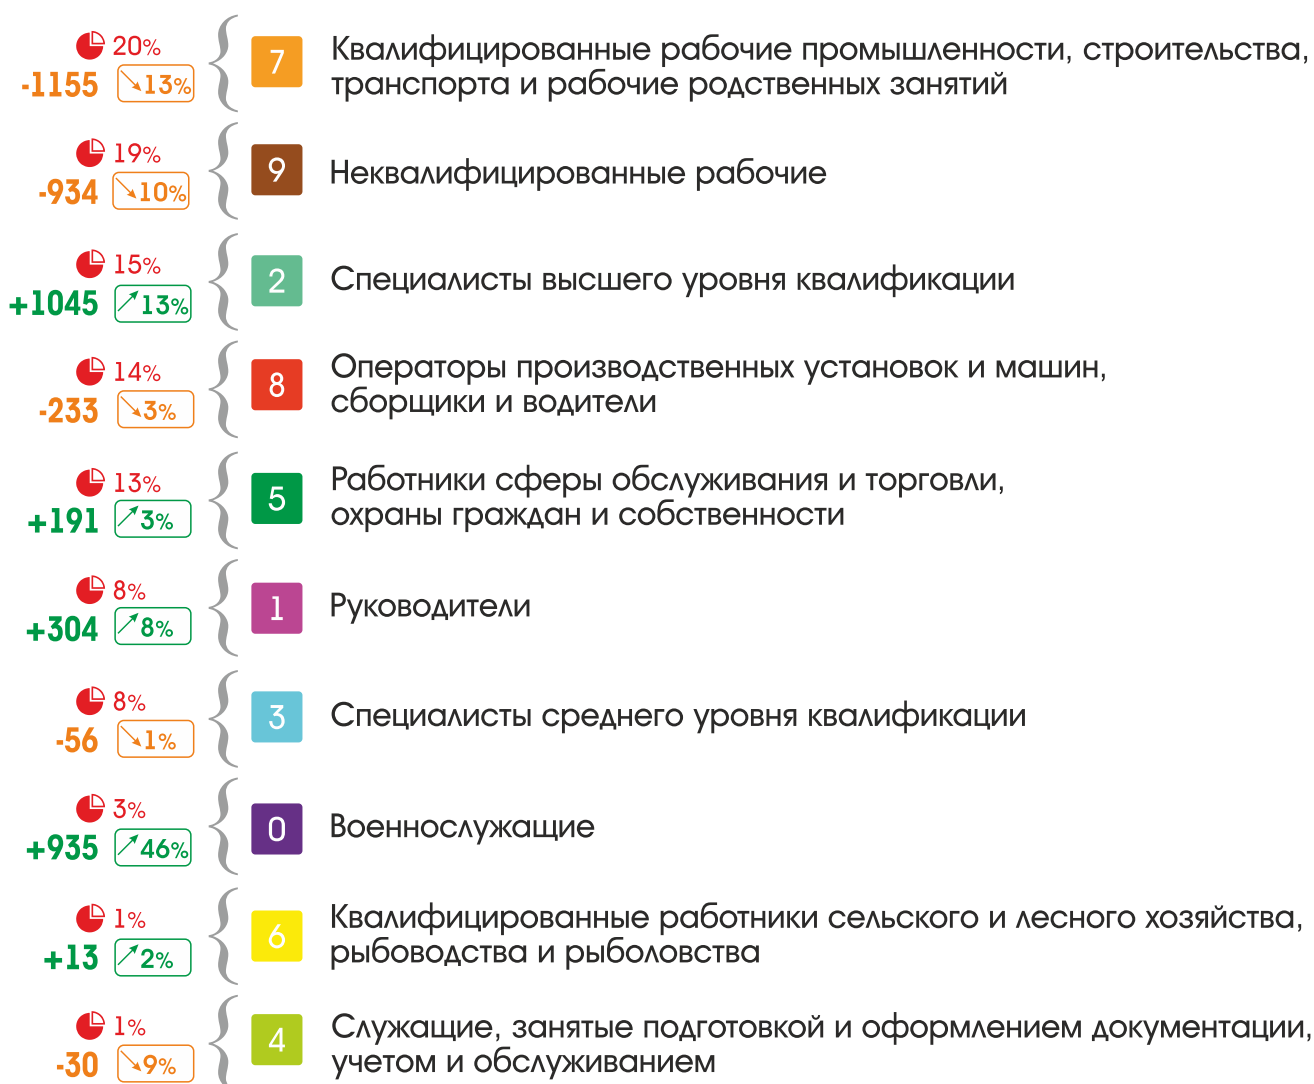 20%
-1155 13%
7
Квалифицированные рабочие промышленности, строительства,
транспорта и рабочие родственных занятий
19%
-934 10%
9
Неквалифицированные рабочие
15%
+1045 13%
2
Специалисты высшего уровня квалификации
14%
-233 3%
8
Операторы производственных установок и машин,
сборщики и водители
13%
+191 3%
5
Работники сферы обслуживания и торговли,
охраны граждан и собственности
8%
+304 8%
1
Руководители
8%
-56 1%
3
Специалисты среднего уровня квалификации
3%
+935 46%
0
Военнослужащие
1%
+13 2%
6
Квалифицированные работники сельского и лесного хозяйства,
рыбоводства и рыболовства
1%
-30 9%
4
Служащие, занятые подготовкой и оформлением документации,
учетом и обслуживанием